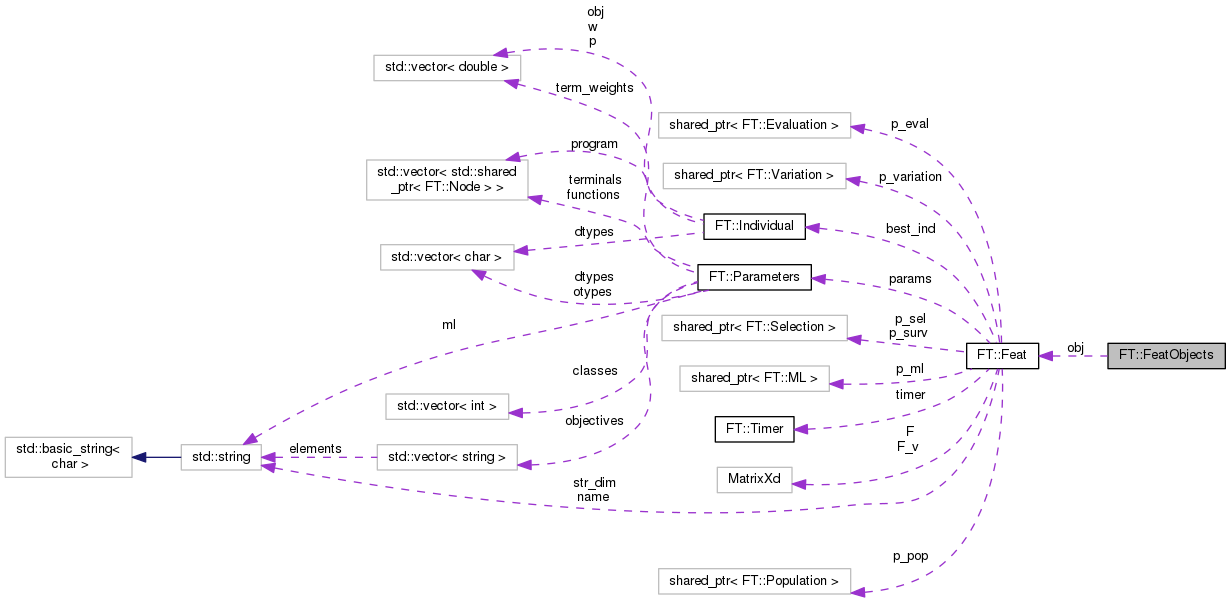 obj
w
p
std::vector< double >
term_weights
shared_ptr< FT::Evaluation >
p_eval
program
std::vector< std::shared
_ptr< FT::Node > >
terminals
functions
shared_ptr< FT::Variation >
p_variation
FT::Individual
best_ind
dtypes
std::vector< char >
dtypes
otypes
FT::Parameters
params
ml
shared_ptr< FT::Selection >
p_sel
p_surv
FT::Feat
obj
FT::FeatObjects
classes
shared_ptr< FT::ML >
p_ml
timer
std::vector< int >
objectives
FT::Timer
F
F_v
std::basic_string<
char >
std::string
elements
std::vector< string >
MatrixXd
str_dim
name
p_pop
shared_ptr< FT::Population >